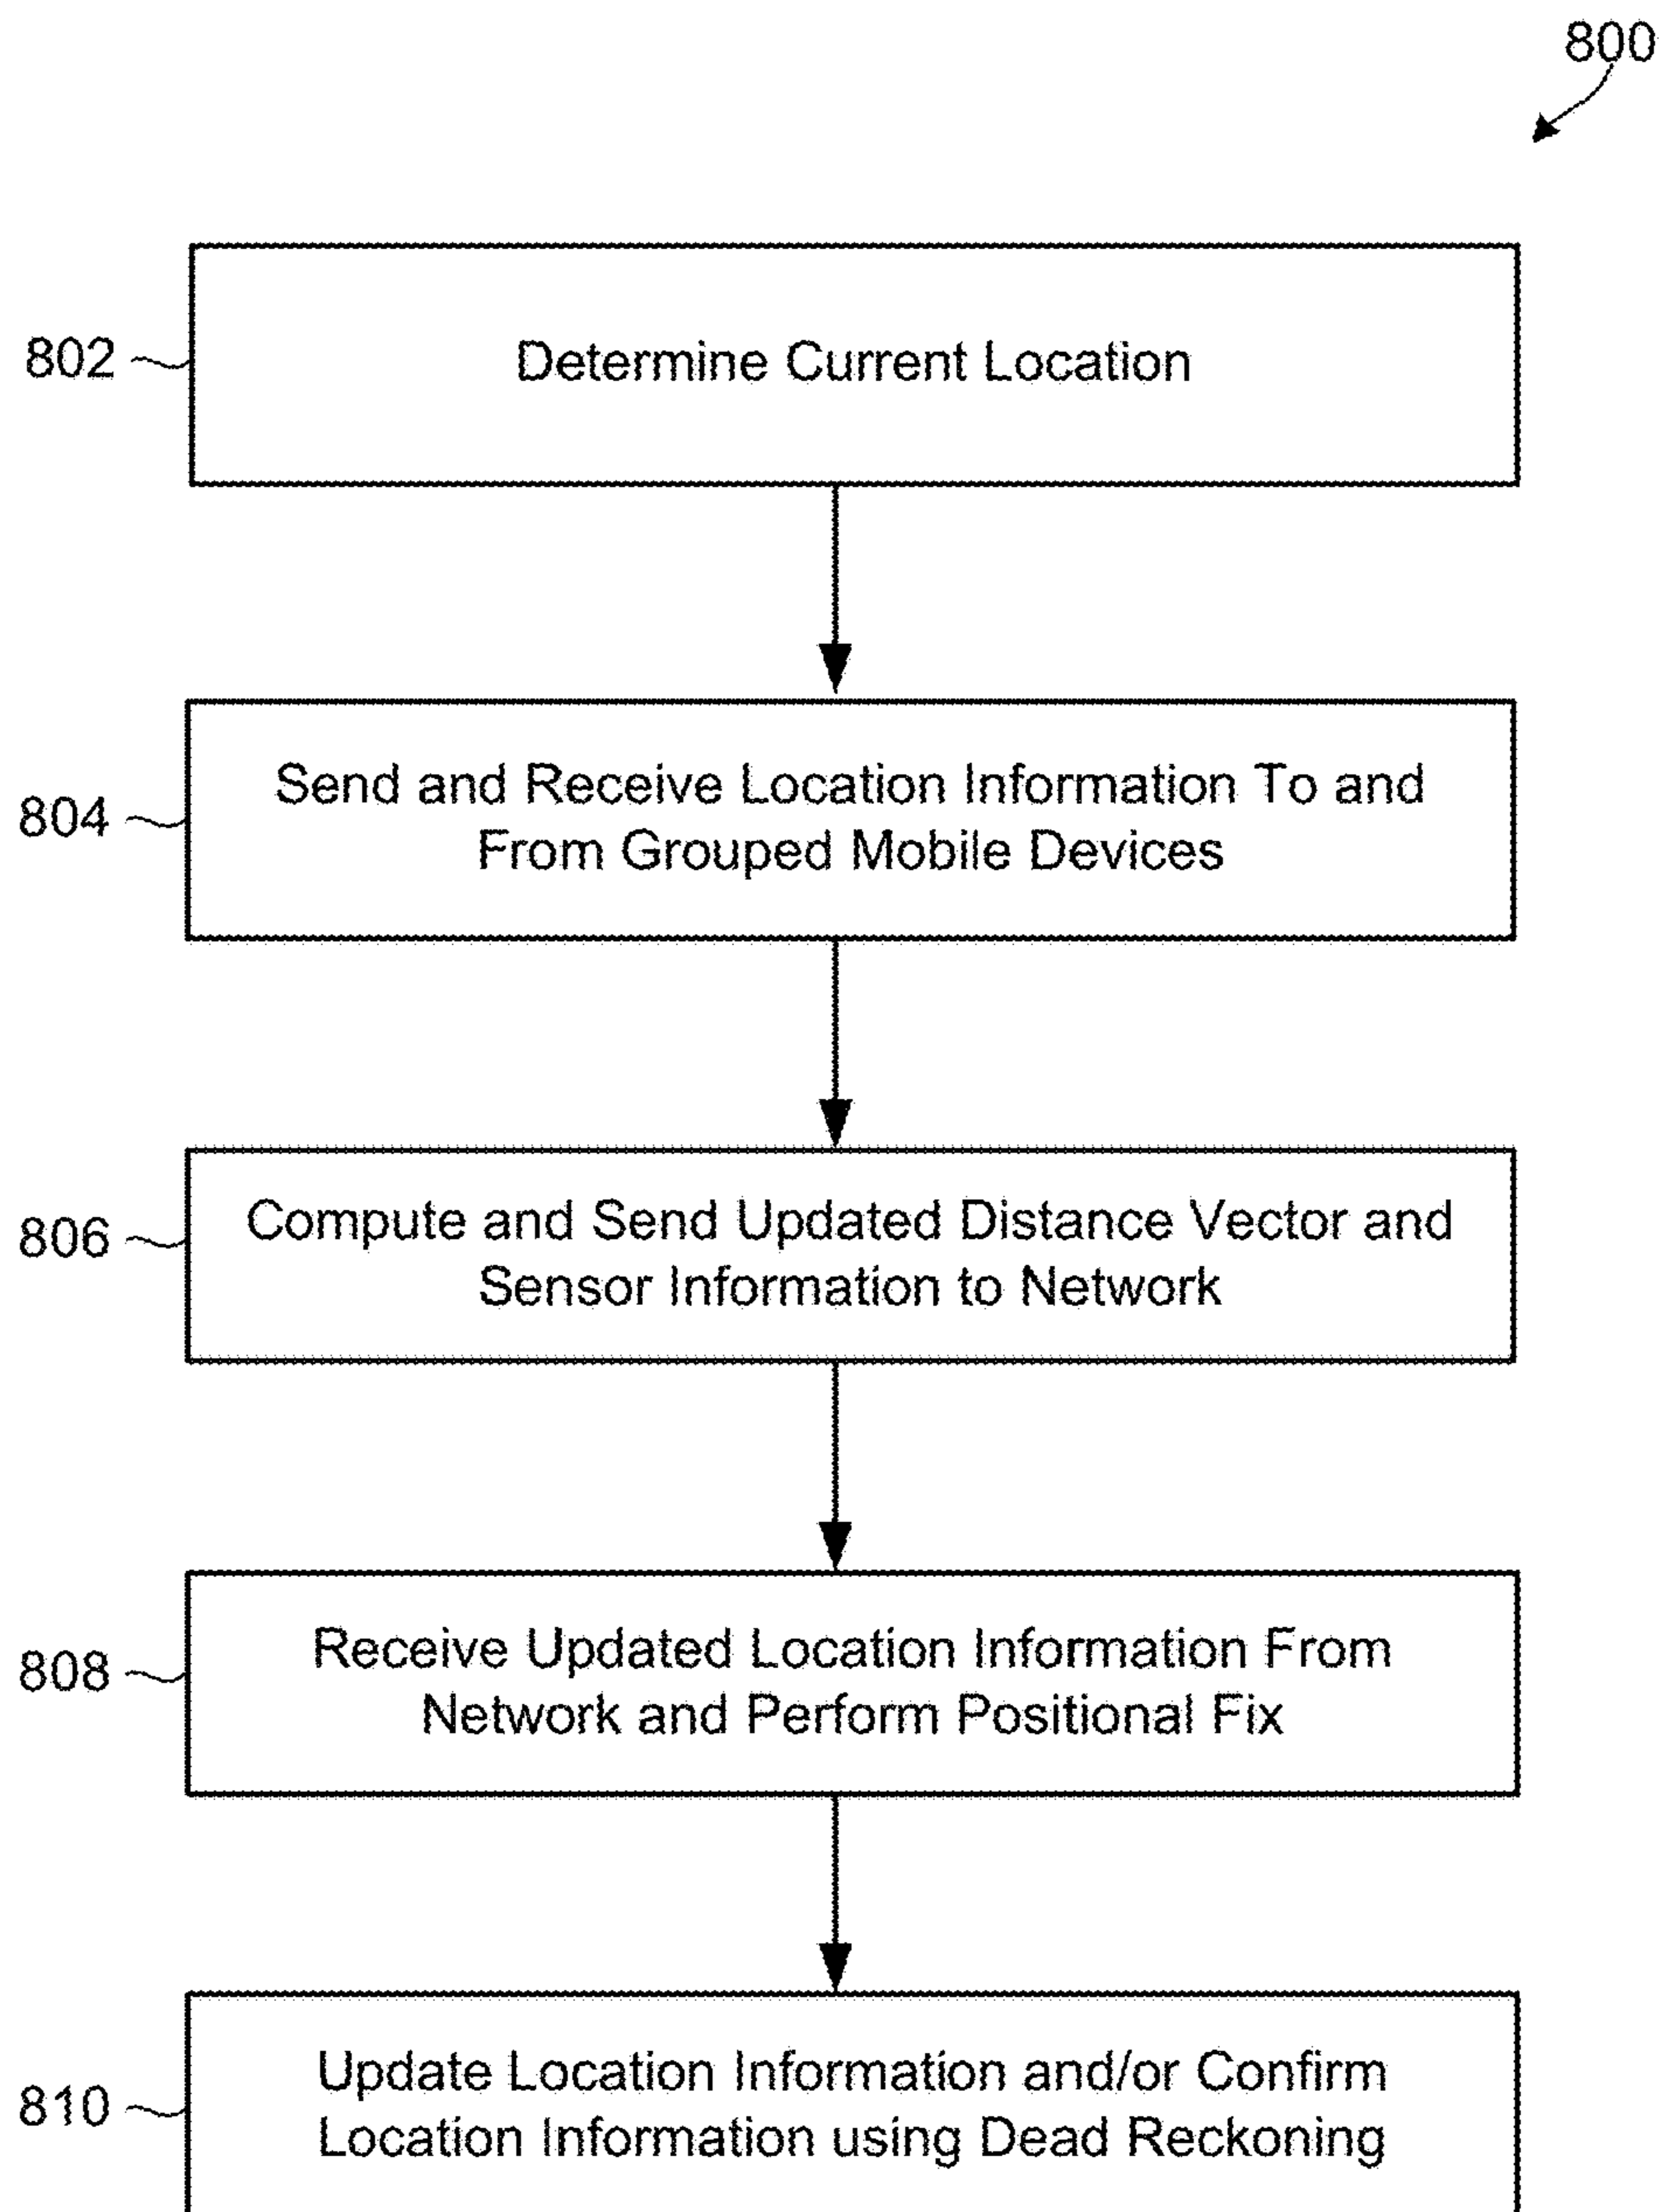 800
802
Determine Current Location
804
Send and Receive Location Information To and
From Grouped Mobile Devices
806
Compute and Send Updated Distance Vector and
Sensor Information to Network
808
Receive Updated Location Information From
Network and Perform Positional Fix
810
Update Location Information and/or Confirm
Location Information using Dead Reckoning